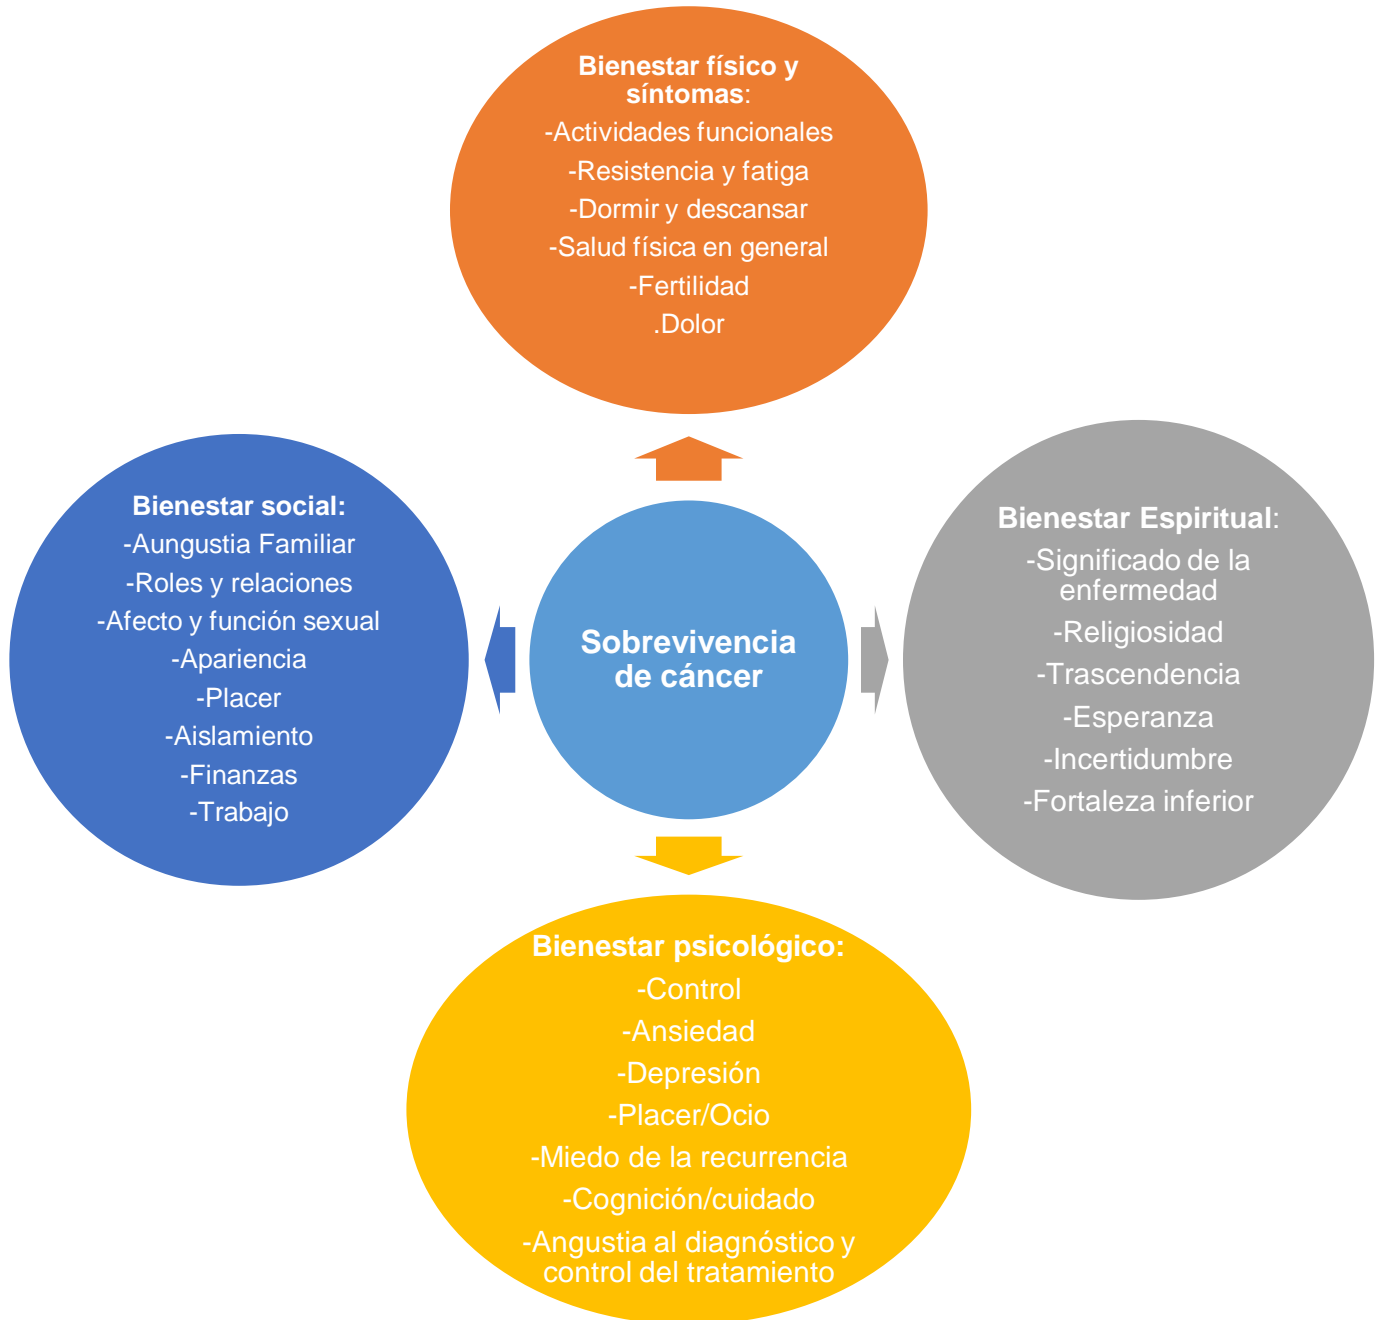 Bienestar físico y
síntomas:
-Actividades funcionales
-Resistencia y fatiga
-Dormir y descansar
-Salud física en general
-Fertilidad
.Dolor
Bienestar social:
-Aungustia Familiar
-Roles y relaciones
-Afecto y función sexual
-Apariencia
-Placer
-Aislamiento
-Finanzas
-Trabajo
Sobrevivencia
de cáncer
Bienestar Espiritual:
-Significado de la
enfermedad
-Religiosidad
-Trascendencia
-Esperanza
-Incertidumbre
-Fortaleza inferior
Bienestar psicológico:
-Control
-Ansiedad
-Depresión
-Placer/Ocio
-Miedo de la recurrencia
-Cognición/cuidado
-Angustia al diagnóstico y
control del tratamiento